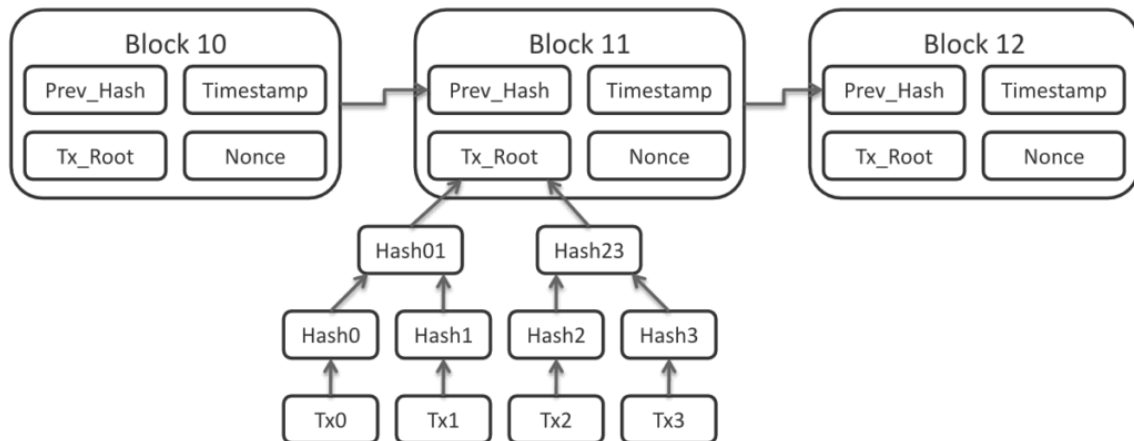 Block 10
Block 11
Block 12
Prev_Hash
Timestamp
Prev_Hash
Timestamp
Prev_Hash
Timestamp
Tx_Root
Nonce
Tx_Root
Nonce
Tx_Root
Nonce
Hash01
Hash23
Hash0
Hash1
Hash2
Hash3
Tx0
Tx1
Tx2
Tx3